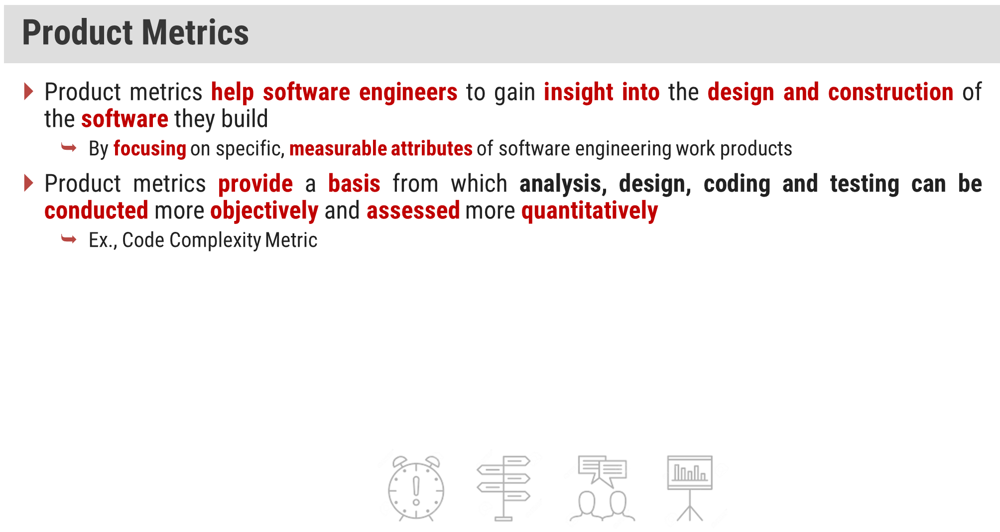 Product Metrics
Product metrics help software engineers to gain insight into the design and construction of
the software they build
By focusing on specific, measurable attributes of software engineering work products
Product metrics provide a basis from which analysis, design, coding and testing can be
conducted more objectively and assessed more quantitatively
Ex., Code Complexity Metric